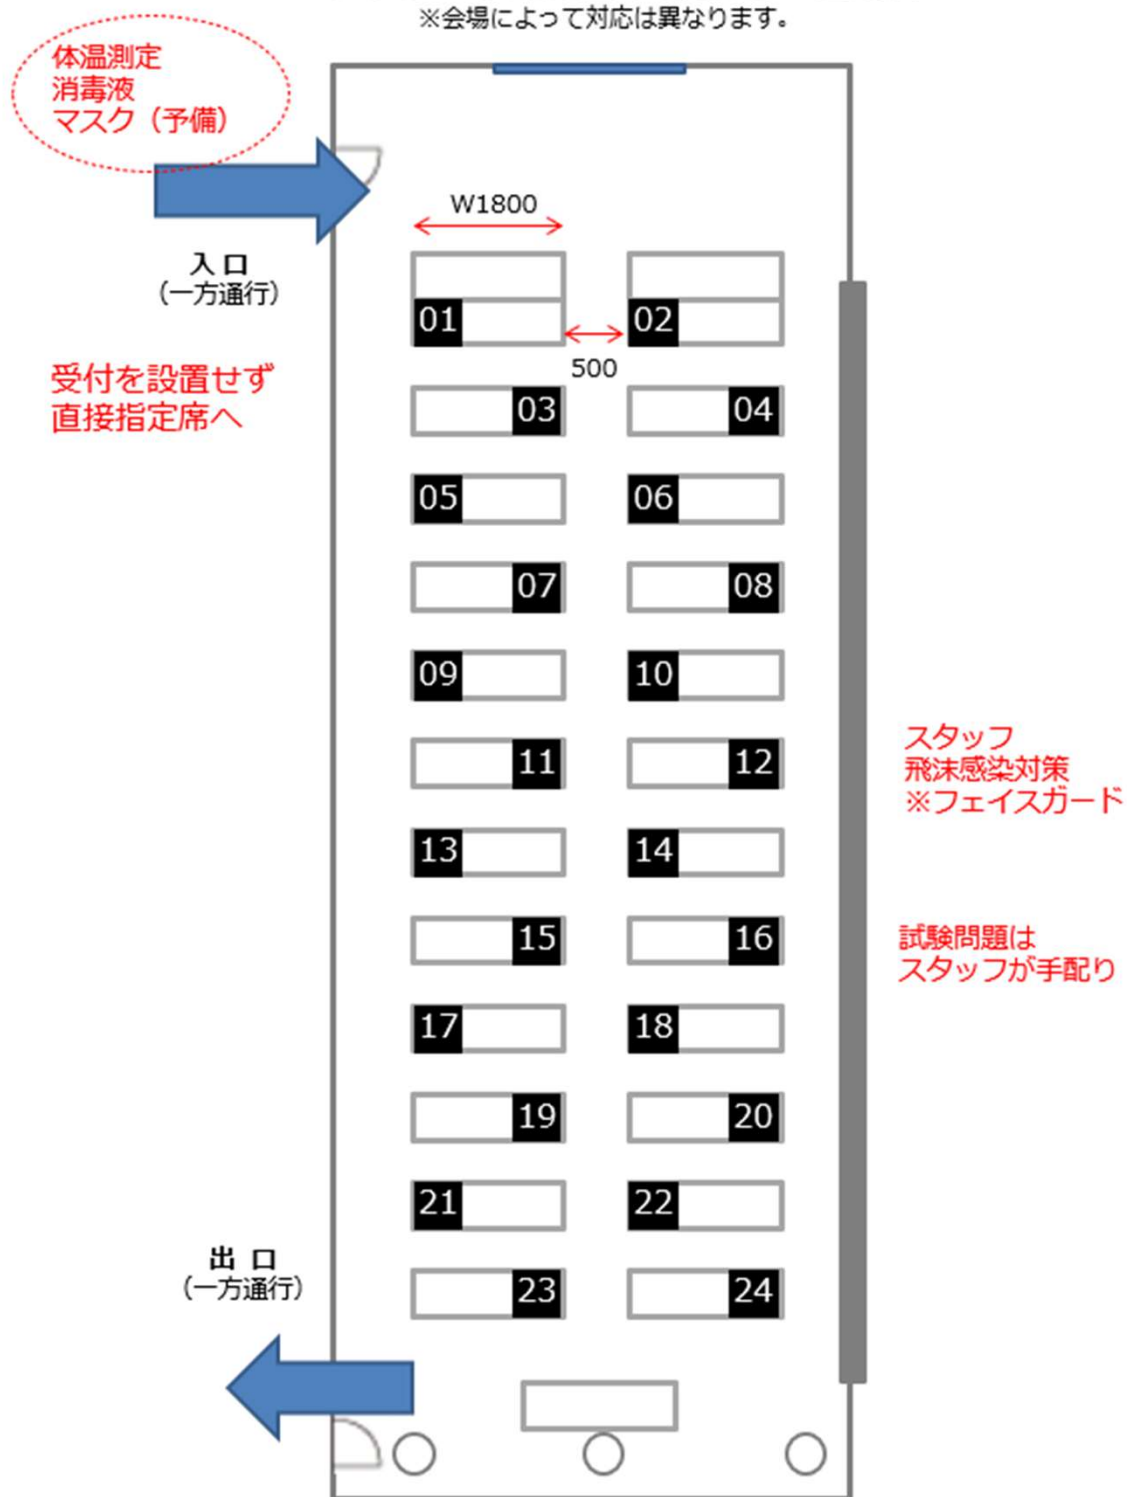 ※会場によって対応は異なります。
体温測定
消毒液
マスク（予備）
入 口
（一方通行）
受付を設置せず
直接指定席へ
W1800
500
01 02
03 04
05 06
07 08
09 10
11 12
13 14
15 16
17 18
19 20
21 22
23 24
スタッフ
飛沫感染対策
※フェイスガード
試験問題は
スタッフが手配り
出 口
（一方通行）